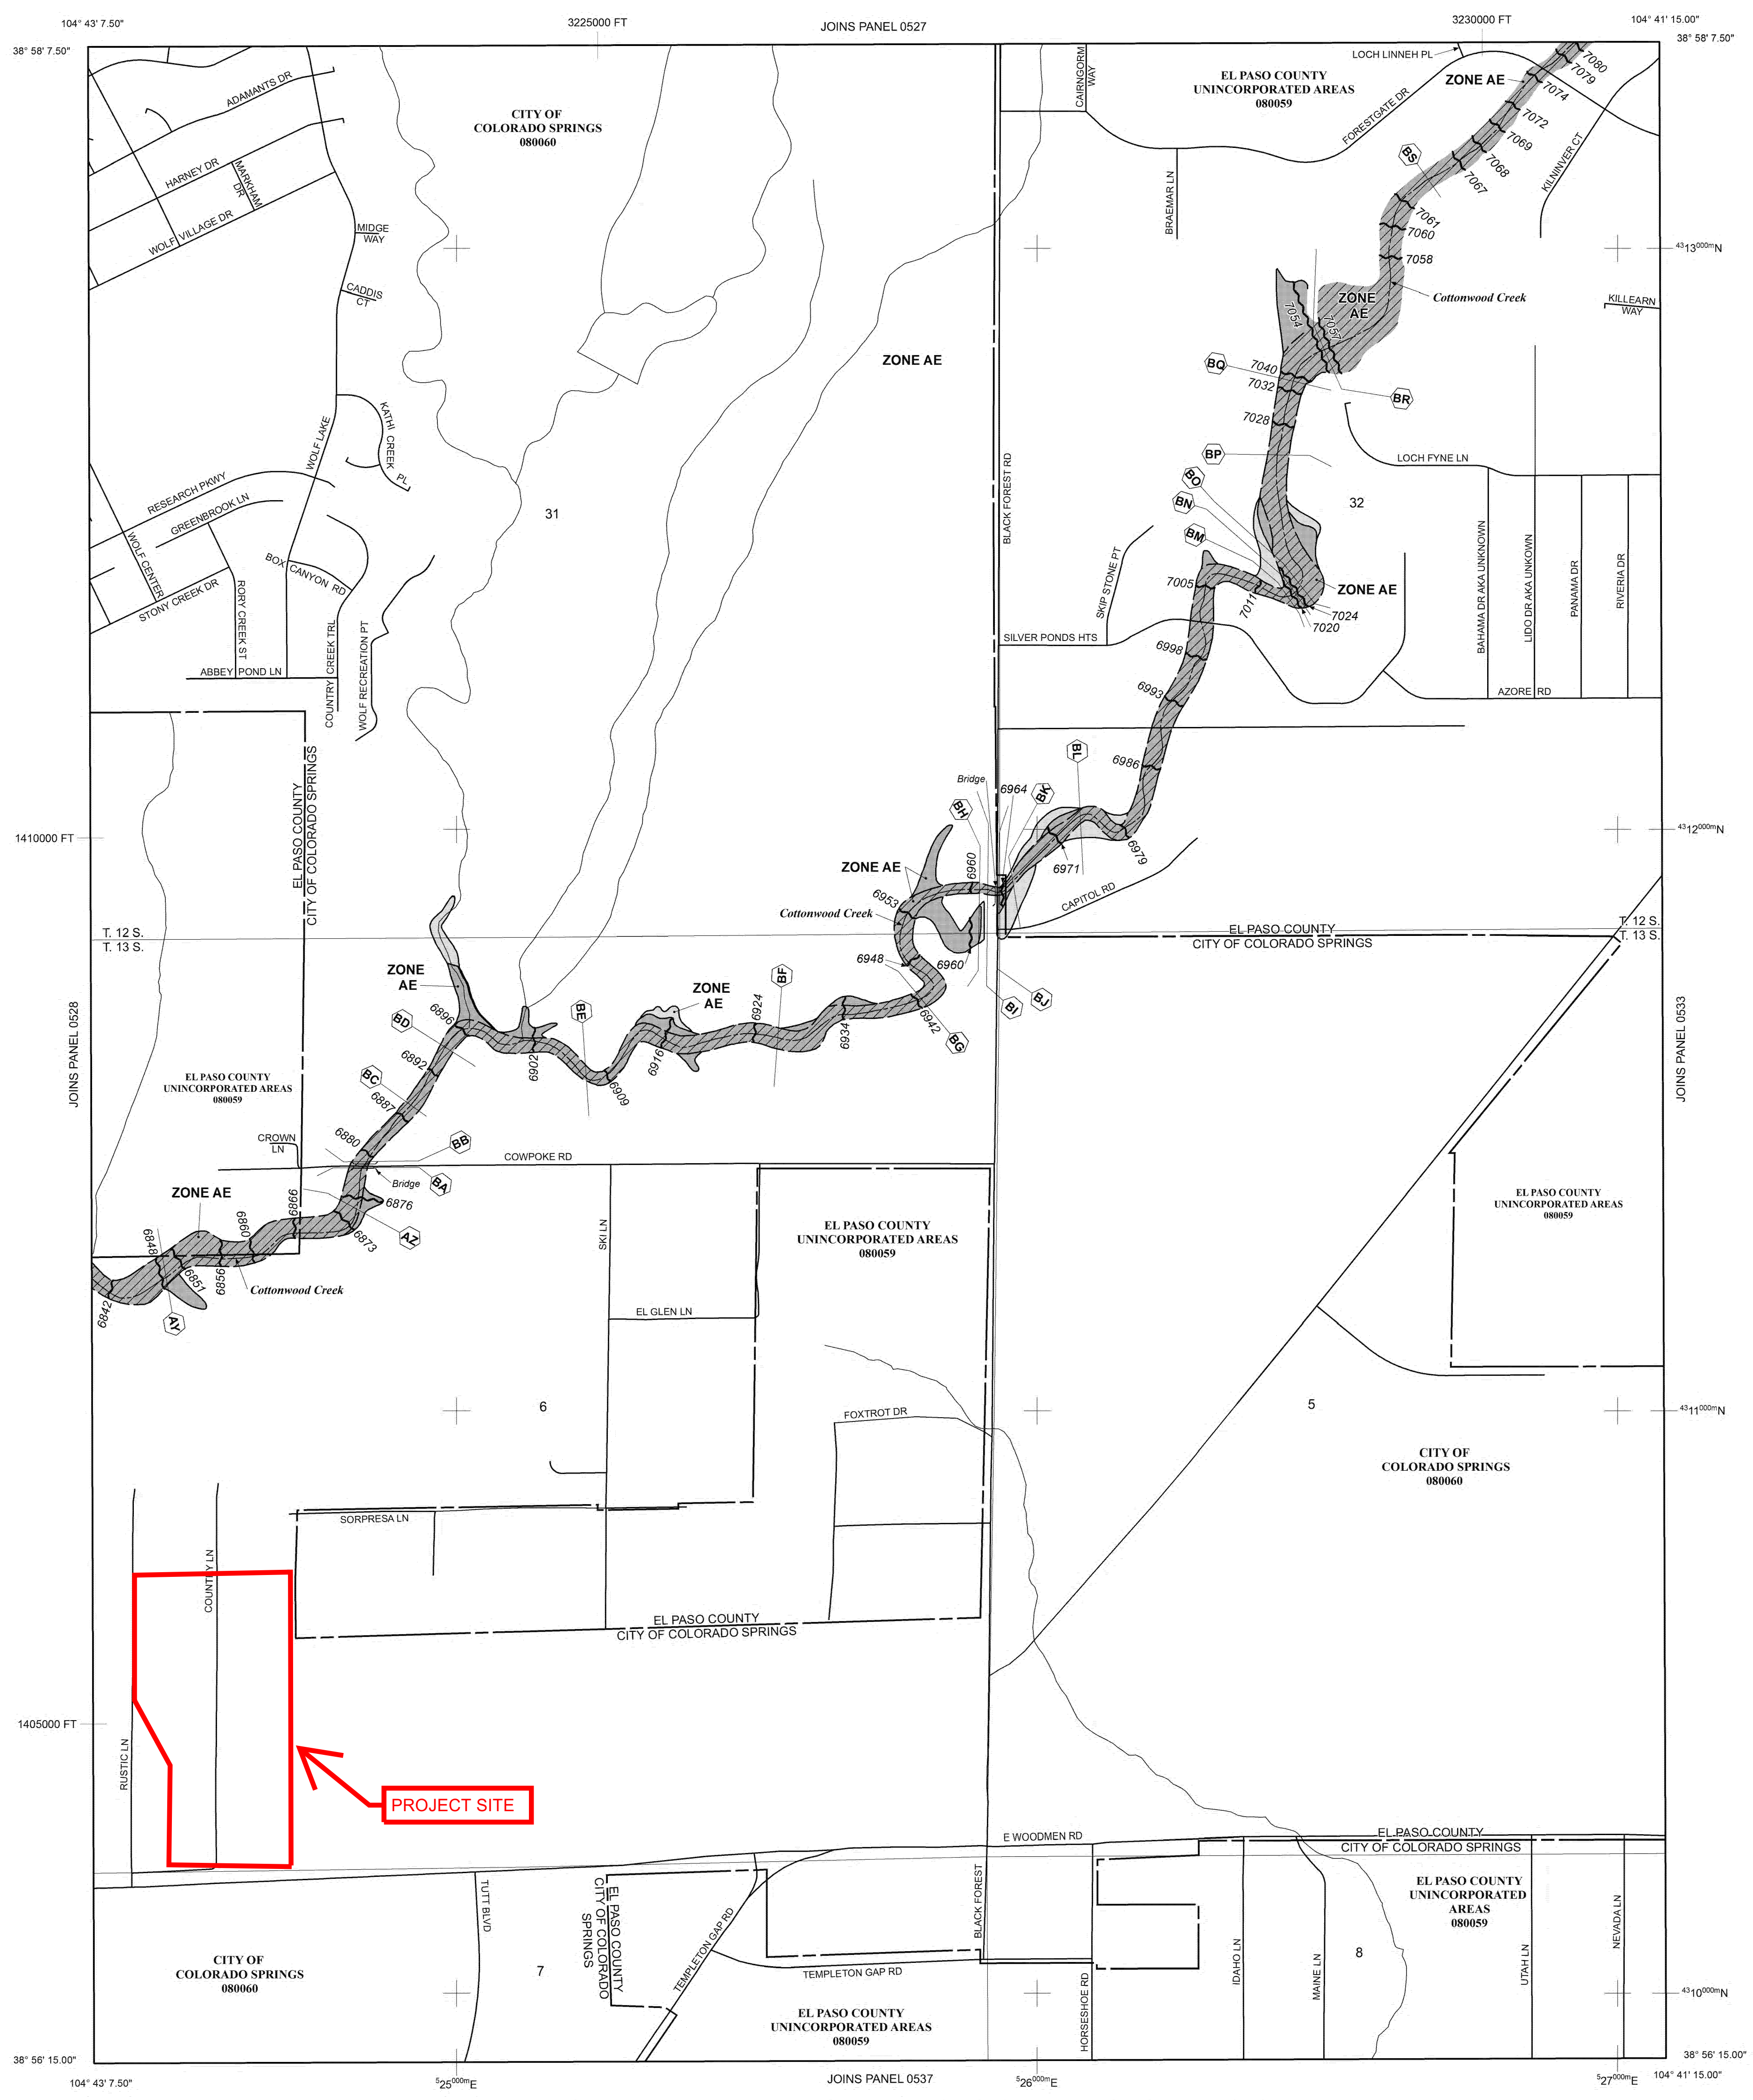 104° 43' 7.50"
3225000 FT
JOINS PANEL 0527
3230000 FT
104° 41' 15.00"
38° 58' 7.50"
38° 58' 7.50"
LOCH LINNEH PL
CAIRNGORM
WAY
EL PASO COUNTY
UNINCORPORATED AREAS
080059
ZONE AE
7080
7079
7074
7072
7069
7068
7067
7061
7060
7058
FORESTGATE DR
KILNINVER CT
BS
BRAEMAR LN
ADAMANTS DR
CITY OF
COLORADO SPRINGS
080060
HARNEY DR
MARKHAM
DR
WOLF VILLAGE DR
MIDGE
WAY
CADDIS
CT
4313000mN
Cottonwood Creek
KILLEARN
WAY
ZONE
AE
7054
7057
ZONE AE
BQ
7040
7032
BR
7028
BP
LOCH FYNE LN
KATHI CREEK
PL
WOLF LAKE
BLACK FOREST RD
RESEARCH PKWY
GREENBROOK LN
31
32
BO
BN
BM
WOLF CENTER
BOX CANYON RD
STONY CREEK DR
RORY CREEK ST
SKIP STONE PT
7005
7011
ZONE AE
7024
7020
BAHAMA DR AKA UNKNOWN
LIDO DR AKA UNKOWN
PANAMA DR
RIVERIA DR
SILVER PONDS HTS
6998
6993
ABBEY POND LN
COUNTRY CREEK TRL
WOLF RECREATION PT
AZORE RD
EL PASO COUNTY
CITY OF COLORADO SPRINGS
BL
6986
Bridge
6964
BK
BH
1410000 FT
4312000mN
6979
6971
ZONE AE
6960
6953
CAPITOL RD
Cottonwood Creek
T. 12 S.
T. 13 S.
EL PASO COUNTY
CITY OF COLORADO SPRINGS
T. 12 S.
T. 13 S.
6948
6960
ZONE
AE
BF
ZONE
AE
BJ
BI
JOINS PANEL 0528
JOINS PANEL 0533
6896
BD
BE
6924
6934
6942
BG
6892
6902
6916
6909
BC
6887
EL PASO COUNTY
UNINCORPORATED AREAS
080059
CROWN
LN
6880
BB
COWPOKE RD
Bridge
BA
ZONE AE
6866
6876
6873
AZ
6848
6860
6851
6856
Cottonwood Creek
6842
AY
SKI LN
EL PASO COUNTY
UNINCORPORATED AREAS
080059
EL PASO COUNTY
UNINCORPORATED AREAS
080059
EL GLEN LN
6
5
FOXTROT DR
4311000mN
CITY OF
COLORADO SPRINGS
080060
SORPRESA LN
COUNTRY LN
EL PASO COUNTY
CITY OF COLORADO SPRINGS
1405000 FT
RUSTIC LN
PROJECT SITE
E WOODMEN RD
EL PASO COUNTY
CITY OF COLORADO SPRINGS
TUTT BLVD
EL PASO COUNTY
CITY OF COLORADO
SPRINGS
TEMPLETON GAP RD
BLACK FOREST
EL PASO COUNTY
UNINCORPORATED
AREAS
080059
CITY OF
COLORADO SPRINGS
080060
7
TEMPLETON GAP RD
HORSESHOE RD
IDAHO LN
MAINE LN
8
UTAH LN
NEVADA LN
4310000mN
EL PASO COUNTY
UNINCORPORATED AREAS
080059
38° 56' 15.00"
38° 56' 15.00"
104° 43' 7.50"
525000mE
JOINS PANEL 0537
526000mE
527000mE
104° 41' 15.00"